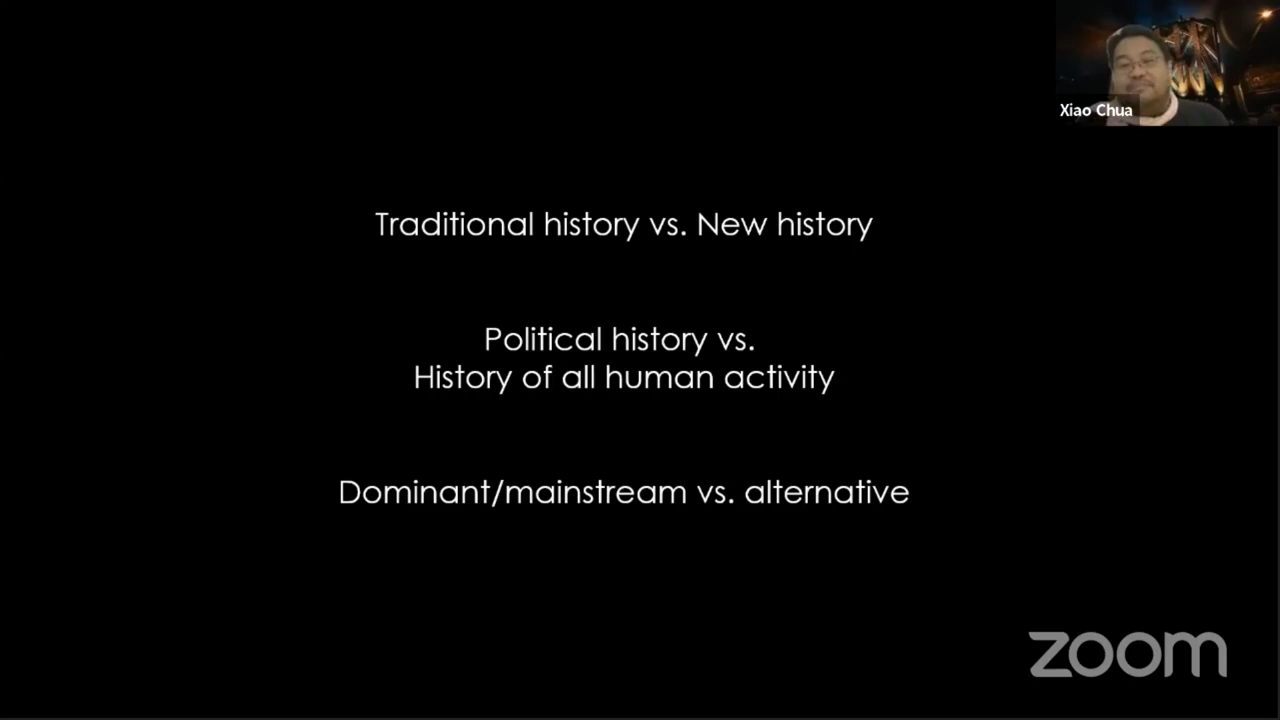 Xiao Chua
Traditional history vs. New history
Political history vs.
History of all human activity
Dominant/mainstream vs. alternative
zoom